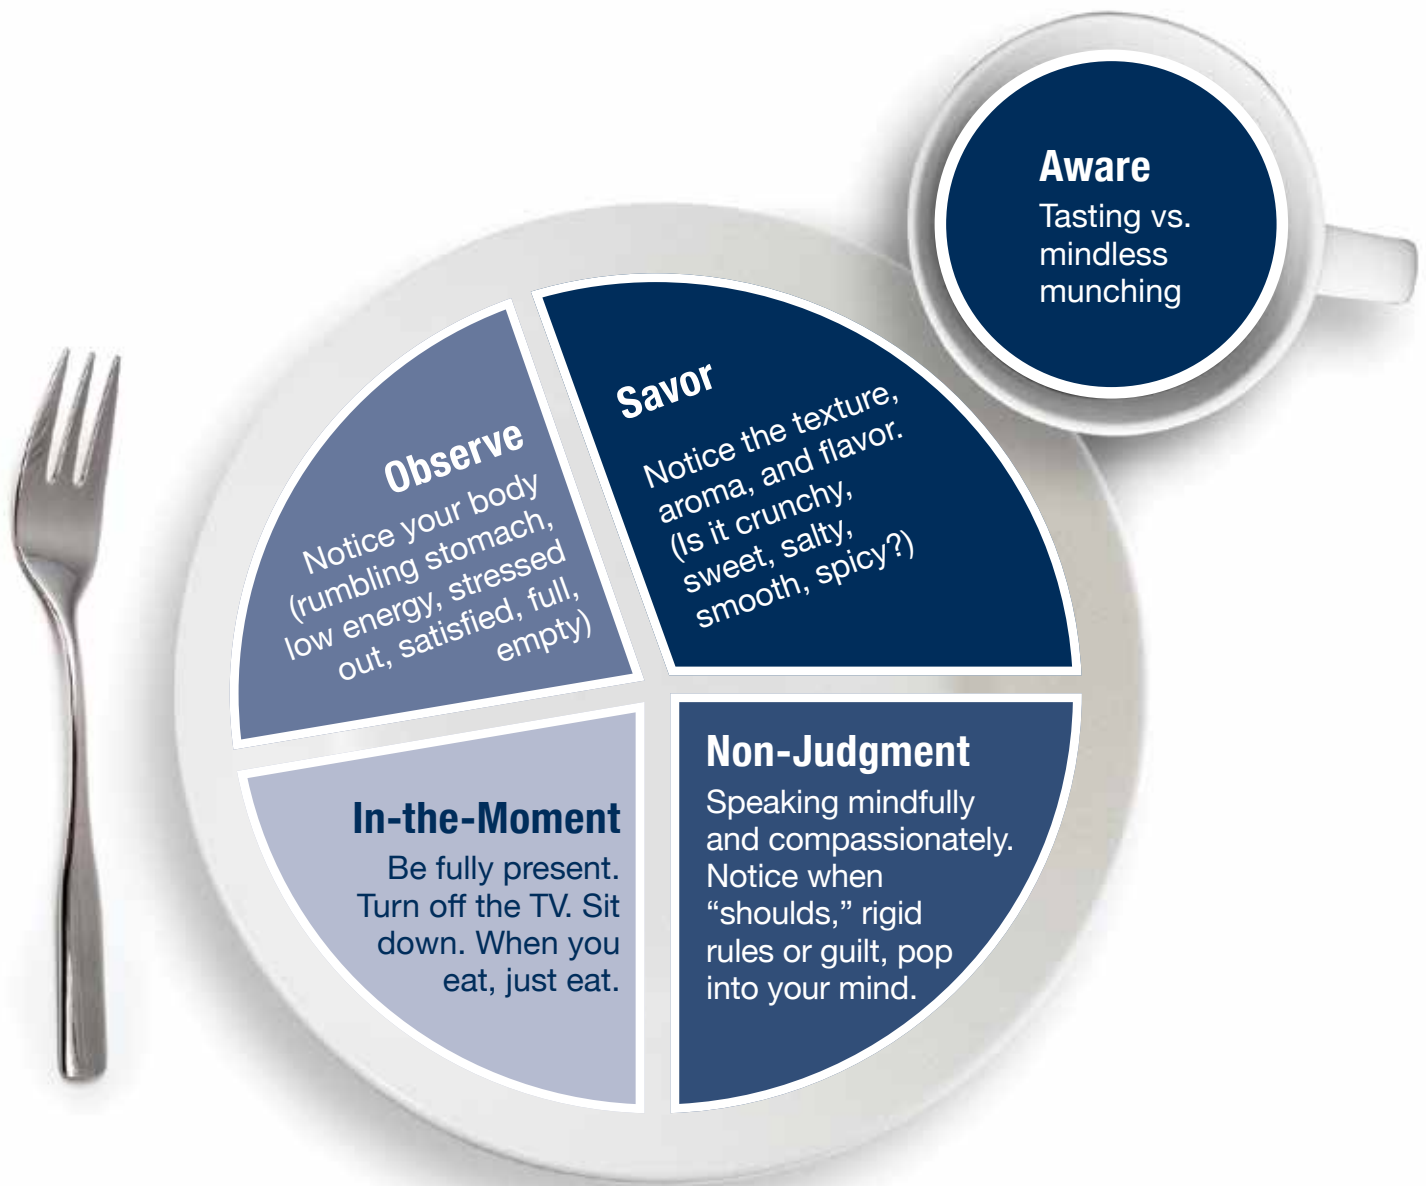 Aware
Tasting vs.
mindless
munching
Savor
Notice the texture,
aroma, and flavor.
(Is it crunchy,
sweet, salty,
smooth, spicy?)
Observe
Notice your body
(rumbling stomach,
low energy, stressed
out, satisfied, full,
empty)
In-the-Moment
Be fully present.
Turn off the TV. Sit
down. When you
eat, just eat.
Non-Judgment
Speaking mindfully
and compassionately.
Notice when
“shoulds,” rigid
rules or guilt, pop
into your mind.